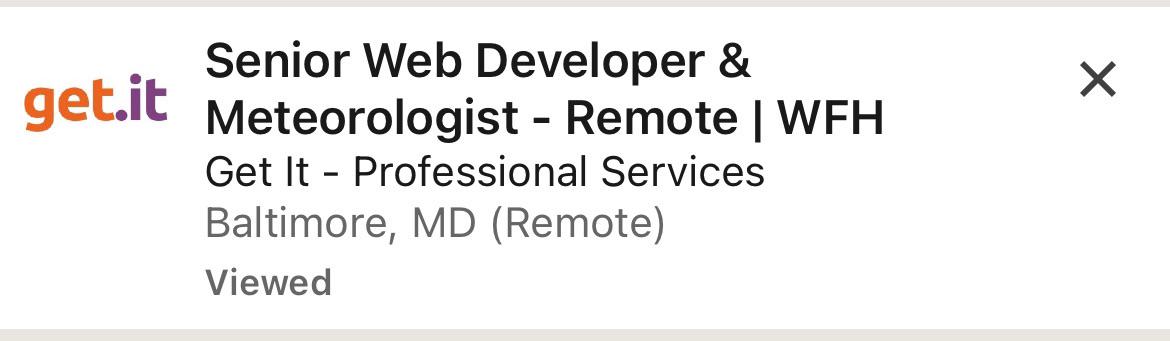 get.it
Senior Web Developer &
Meteorologist - Remote | WFH
Get It - Professional Services
Baltimore, MD (Remote)
Viewed